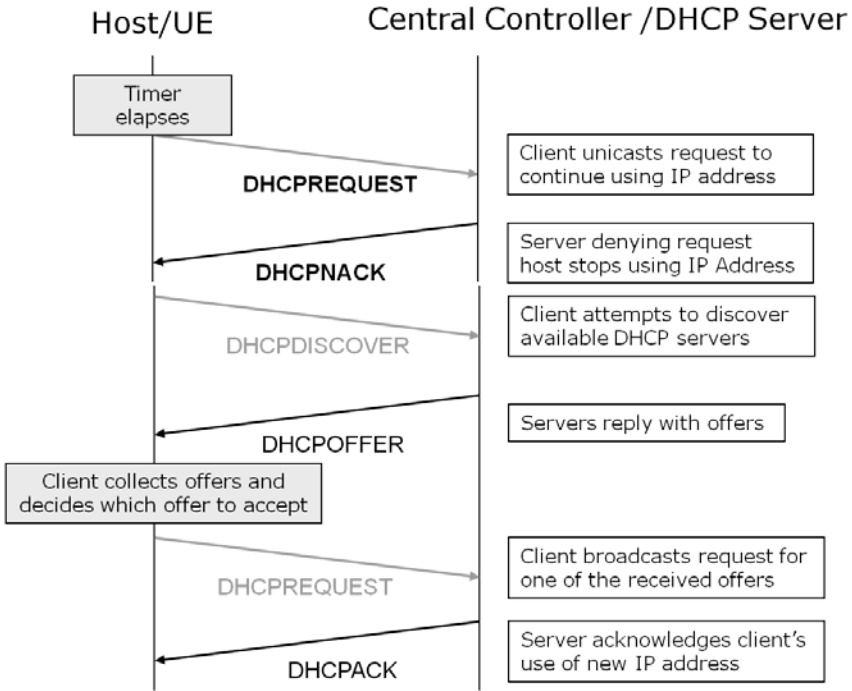 Host/UE
Central Controller /DHCP Server
Timer
elapses
Client unicasts request to
continue using IP address
DHCPREQUEST
Server denying request
host stops using IP Address
DHCPNACK
Client attempts to discover
available DHCP servers
DHCPDISCOVER
Servers reply with offers
DHCPOFFER
Client collects offers and
decides which offer to accept
Client broadcasts request for
one of the received offers
DHCPREQUEST
Server acknowledges client's
use of new IP address
DHCPACK